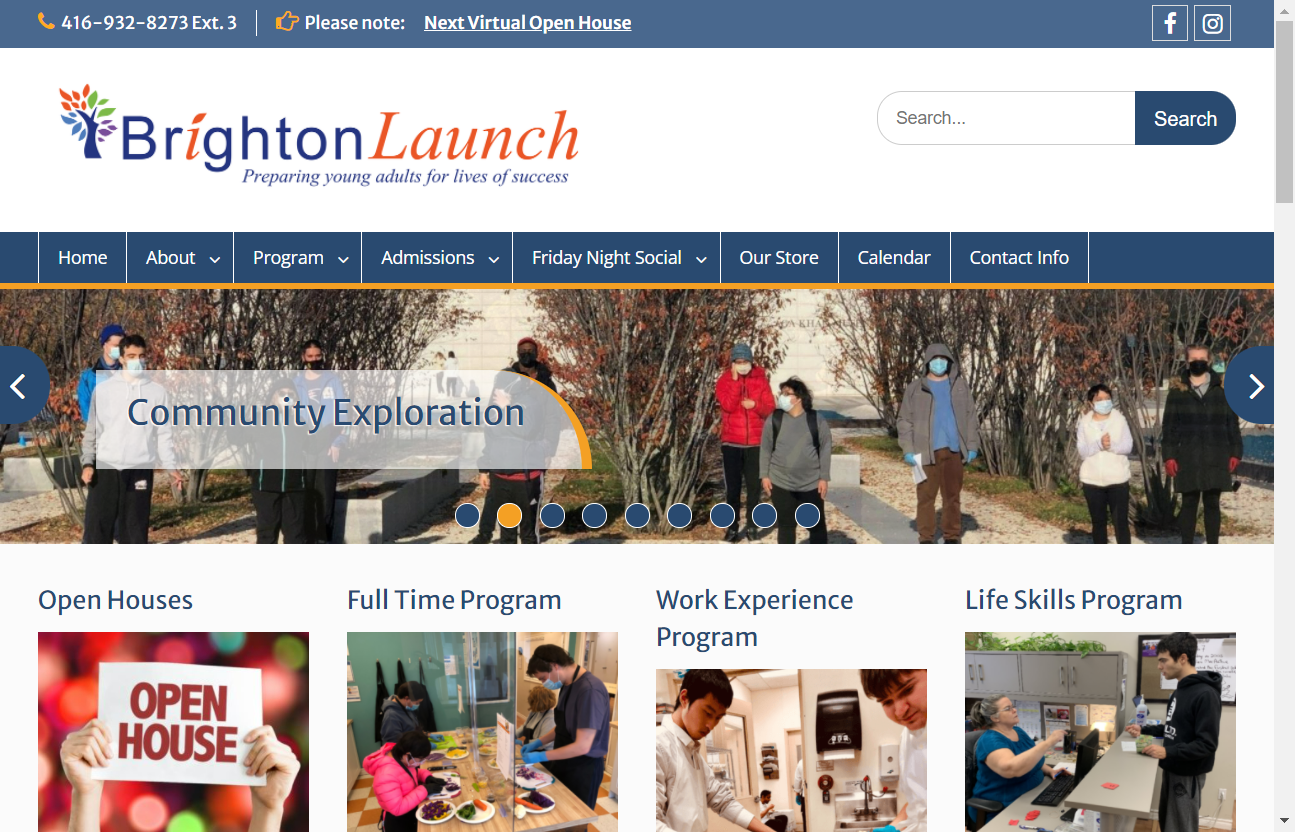 416-932-8273 Ext. 3
Please note:
Next Virtual Open House
Brighton Launch
Preparing young adults for lives of success
Search...
Search
Home
About
Program
Admissions
Friday Night Social
Our Store
Calendar
Contact Info
Community Exploration
Open Houses
Full Time Program
Work Experience
Program
Life Skills Program
OPEN
HOUSE